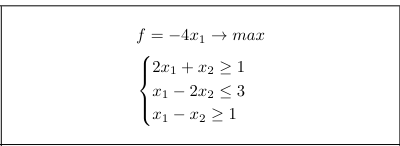 f = −4x₁ → max
2x₁ + x₂ ≥ 1
x₁ − 2x₂ ≤ 3
x₁ − x₂ ≥ 1